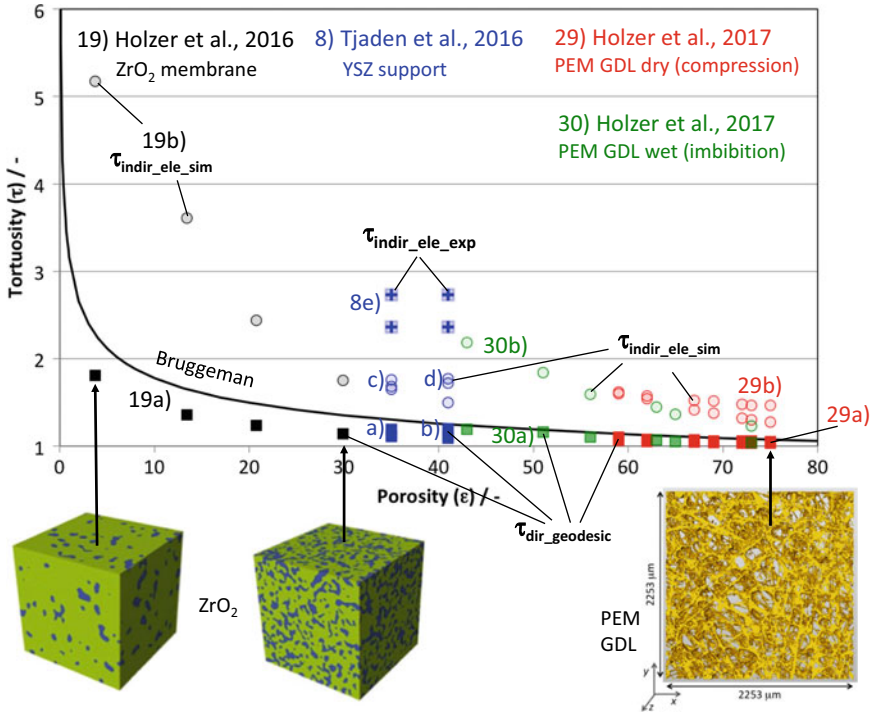 19) Holzer et al., 2016
ZrO2 membrane
8) Tjaden et al., 2016
YSZ support
29) Holzer et al., 2017
PEM GDL dry (compression)
30) Holzer et al., 2017
PEM GDL wet (imbibition)
Tortuosity (τ) / -
6
5
4
3
2
1
19b)
τindir_ele_sim
τindir_ele_exp
8e)
30b)
τindir_ele_sim
Bruggeman
c)
d)
29b)
19a)
a)
b)
30a)
29a)
0
10
20
30
40
50
60
70
80
Porosity (ε) / -
τdir_geodesic
ZrO2
PEM
GDL
2253 µm
2253 µm
y
x
z